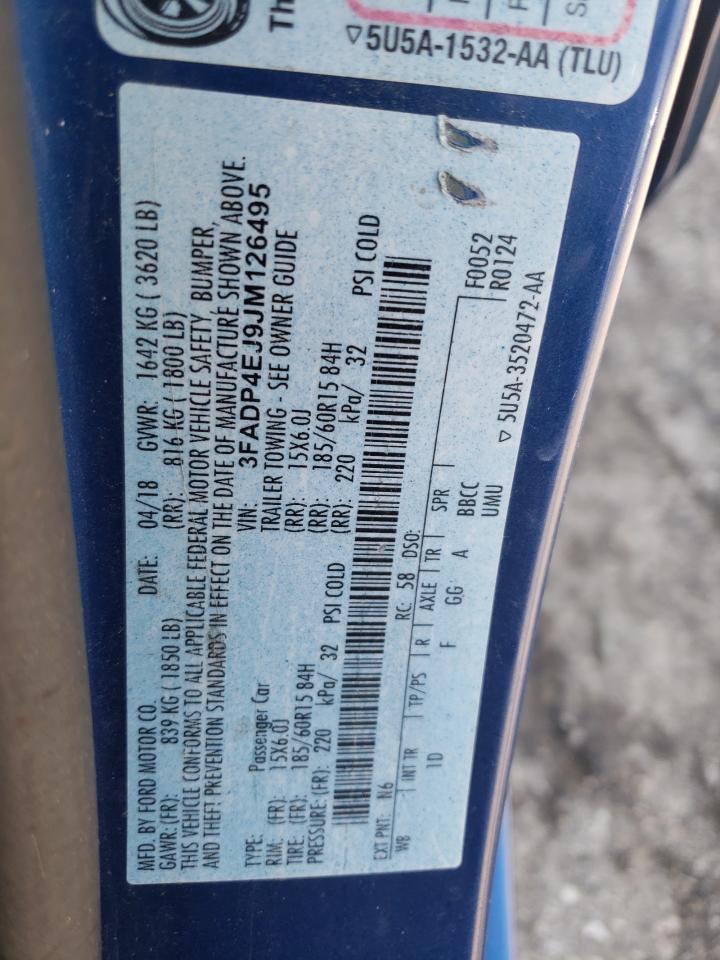 Th
▽5U5A-1532-AA (TLU)
MFD. BY FORD MOTOR CO. DATE: 04/18 GVWR: 1642 KG ( 3620 LB)
GAWR: (FR): 839 KG ( 1850 LB) (RR): 816 KG (1800 LB)
THIS VEHICLE CONFORMS TO ALL APPLICABLE FEDERAL MOTOR VEHICLE SAFETY, BUMPER,
AND THEFT PREVENTION STANDARDS IN EFFECT ON THE DATE OF MANUFACTURE SHOWN ABOVE.
VIN: 3FADP4EJ9JM126495
TYPE: Passenger Car TRAILER TOWING - SEE OWNER GUIDE
RIM: (FR): 15X6.0J (RR): 15X6.0J
TIRE: (FR): 185/60R15 84H (RR): 185/60R15 84H
PRESSURE: (FR): 220 kPa/ 32 PSI COLD (RR): 220 kPa/ 32 PSI COLD
EXT PNT: N6 RC: 58 DSO: F0052
WB INT TR TP/PS R AXLE TR SPR R0124
1D F GG A BBCC
UMU ▽ 5U5A-3520472-AA